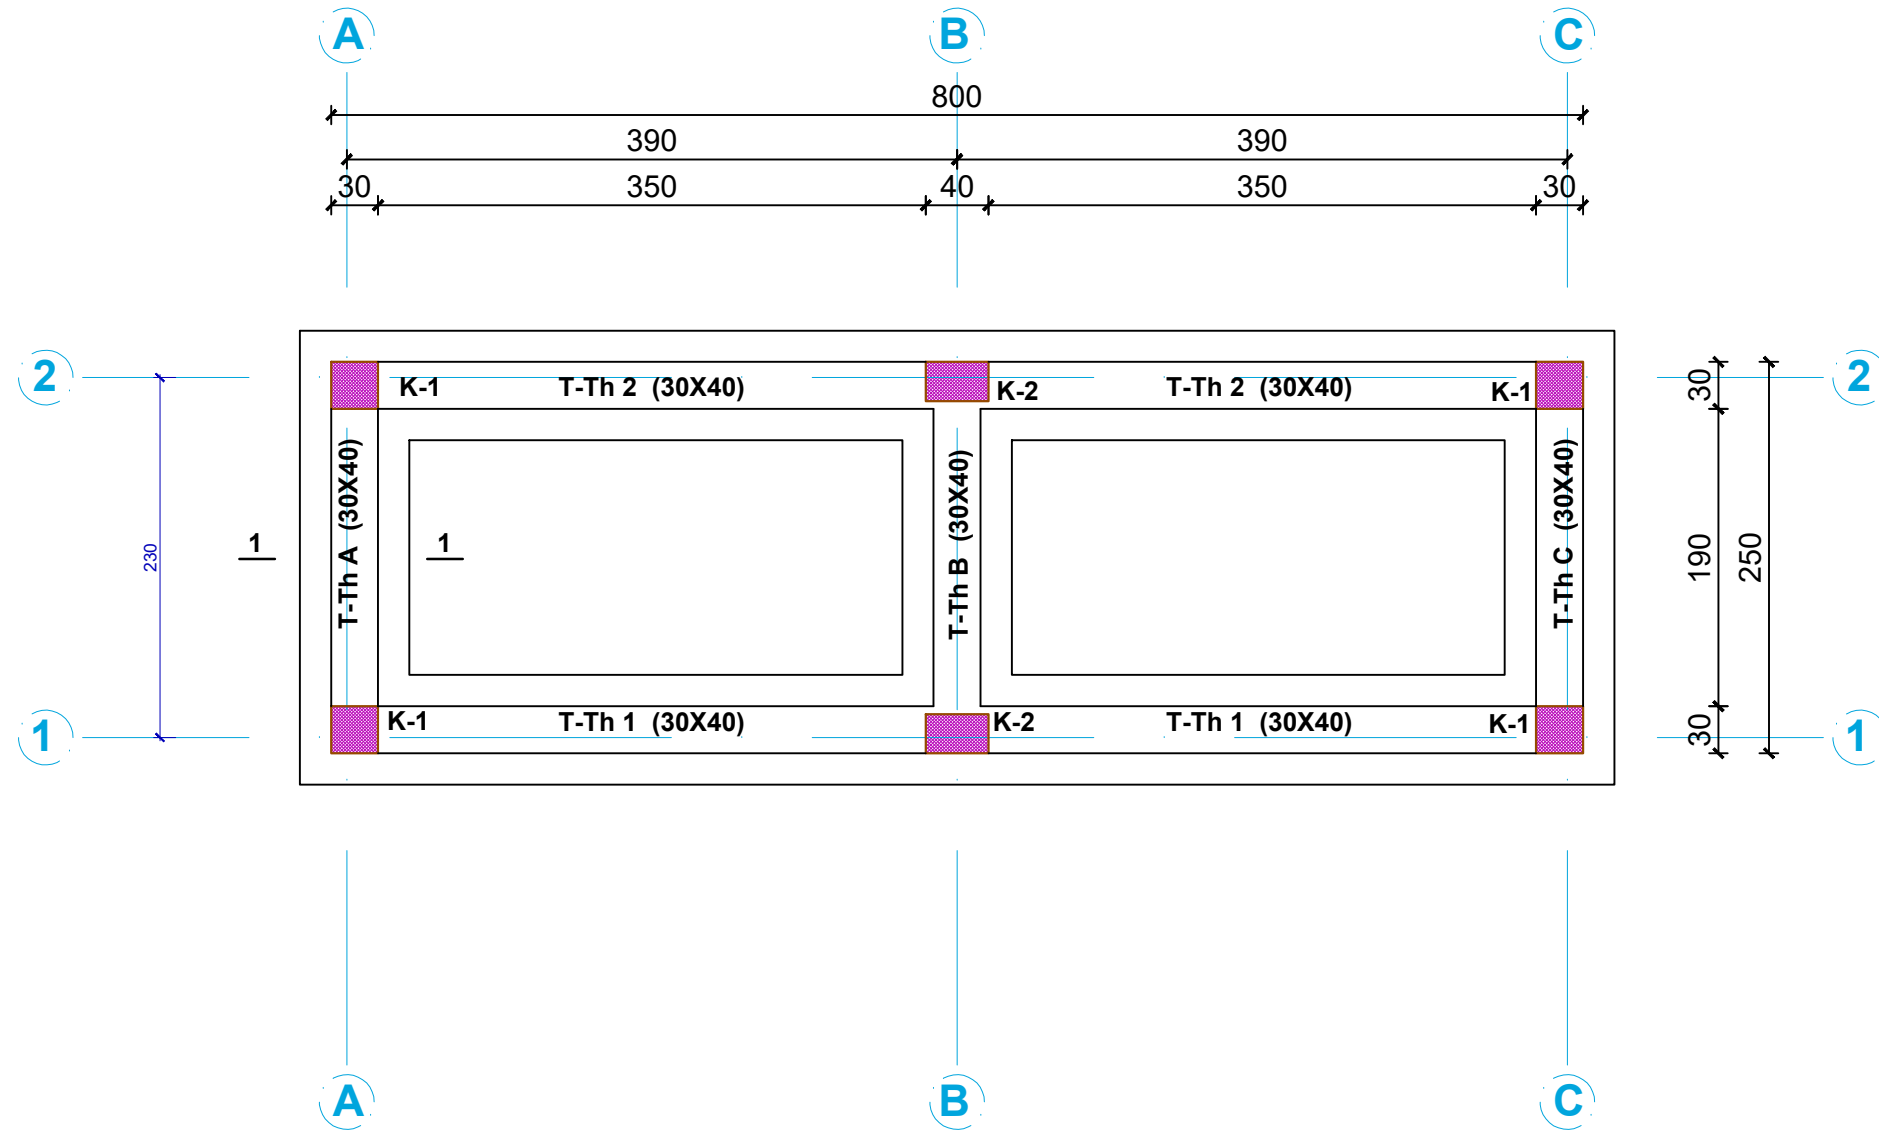 A B C
800
390 390
30 350 40 350 30
2 2
K-1 T-Th 2 (30X40) K-2 T-Th 2 (30X40) K-1
30
T-Th A (30X40)
T-Th B (30X40)
T-Th C (30X40)
1 1
230
190
250
K-1 T-Th 1 (30X40) K-2 T-Th 1 (30X40) K-1
30
1 1
A B C